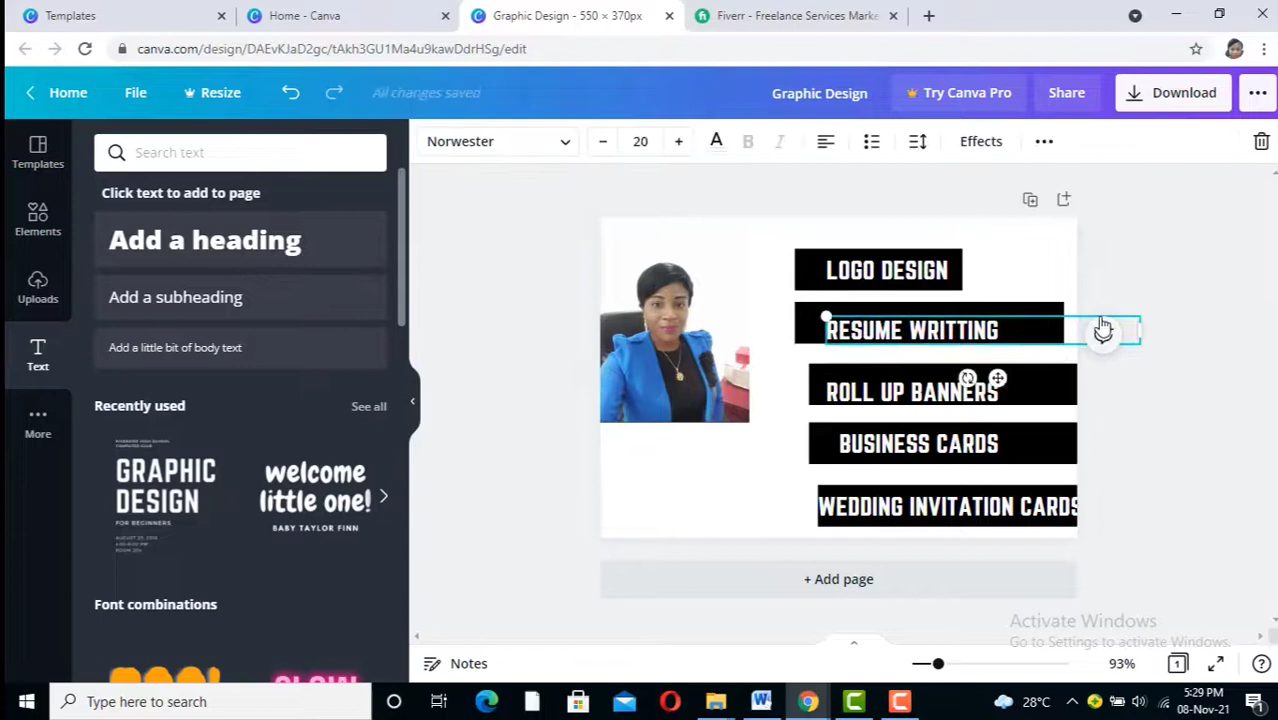 Templates
Home - Canva
Graphic Design - 550 × 370px
Fiverr - Freelance Services Marke
canva.com/design/DAEvKJaD2gc/tAkh3GU1Ma4u9kawDdrHSg/edit
Home
File
Resize
All changes saved
Graphic Design
Try Canva Pro
Share
Download
Norwester
20
A
B
I
Effects
Templates
Elements
Uploads
Text
More
Search text
Click text to add to page
Add a heading
Add a subheading
Add a little bit of body text
Recently used
See all
GRAPHIC
DESIGN
FOR BEGINNERS
welcome
little one!
BABY TAYLOR FINN
Font combinations
LOGO DESIGN
RESUME WRITTING
ROLL UP BANNERS
BUSINESS CARDS
WEDDING INVITATION CARDS
+ Add page
Activate Windows
Go to Settings to activate Windows.
Notes
93%
1
Type here to search
28°C
5:29 PM
08-Nov-21